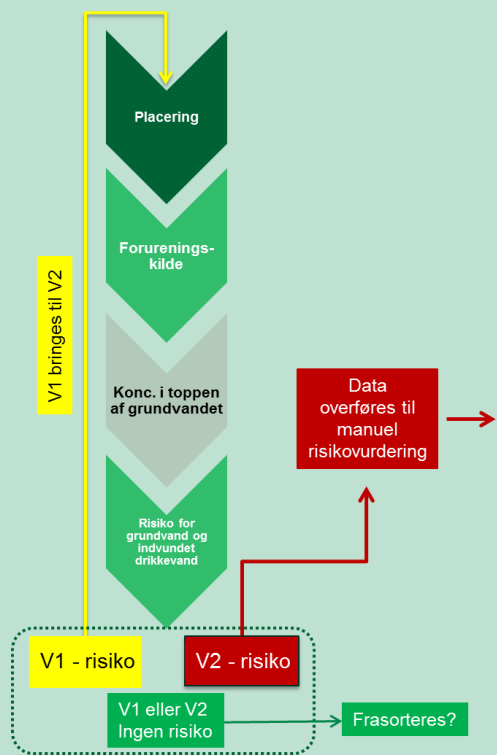 Placering
Forurenings-
kilde
V1 bringes til V2
Konc. i toppen
af grundvandet
Data
overføres til
manuel
risikovurdering
Risiko for
grundvand og
indvundet
drikkevand
V1 - risiko
V2 - risiko
V1 eller V2
Ingen risiko
Frasorteres?